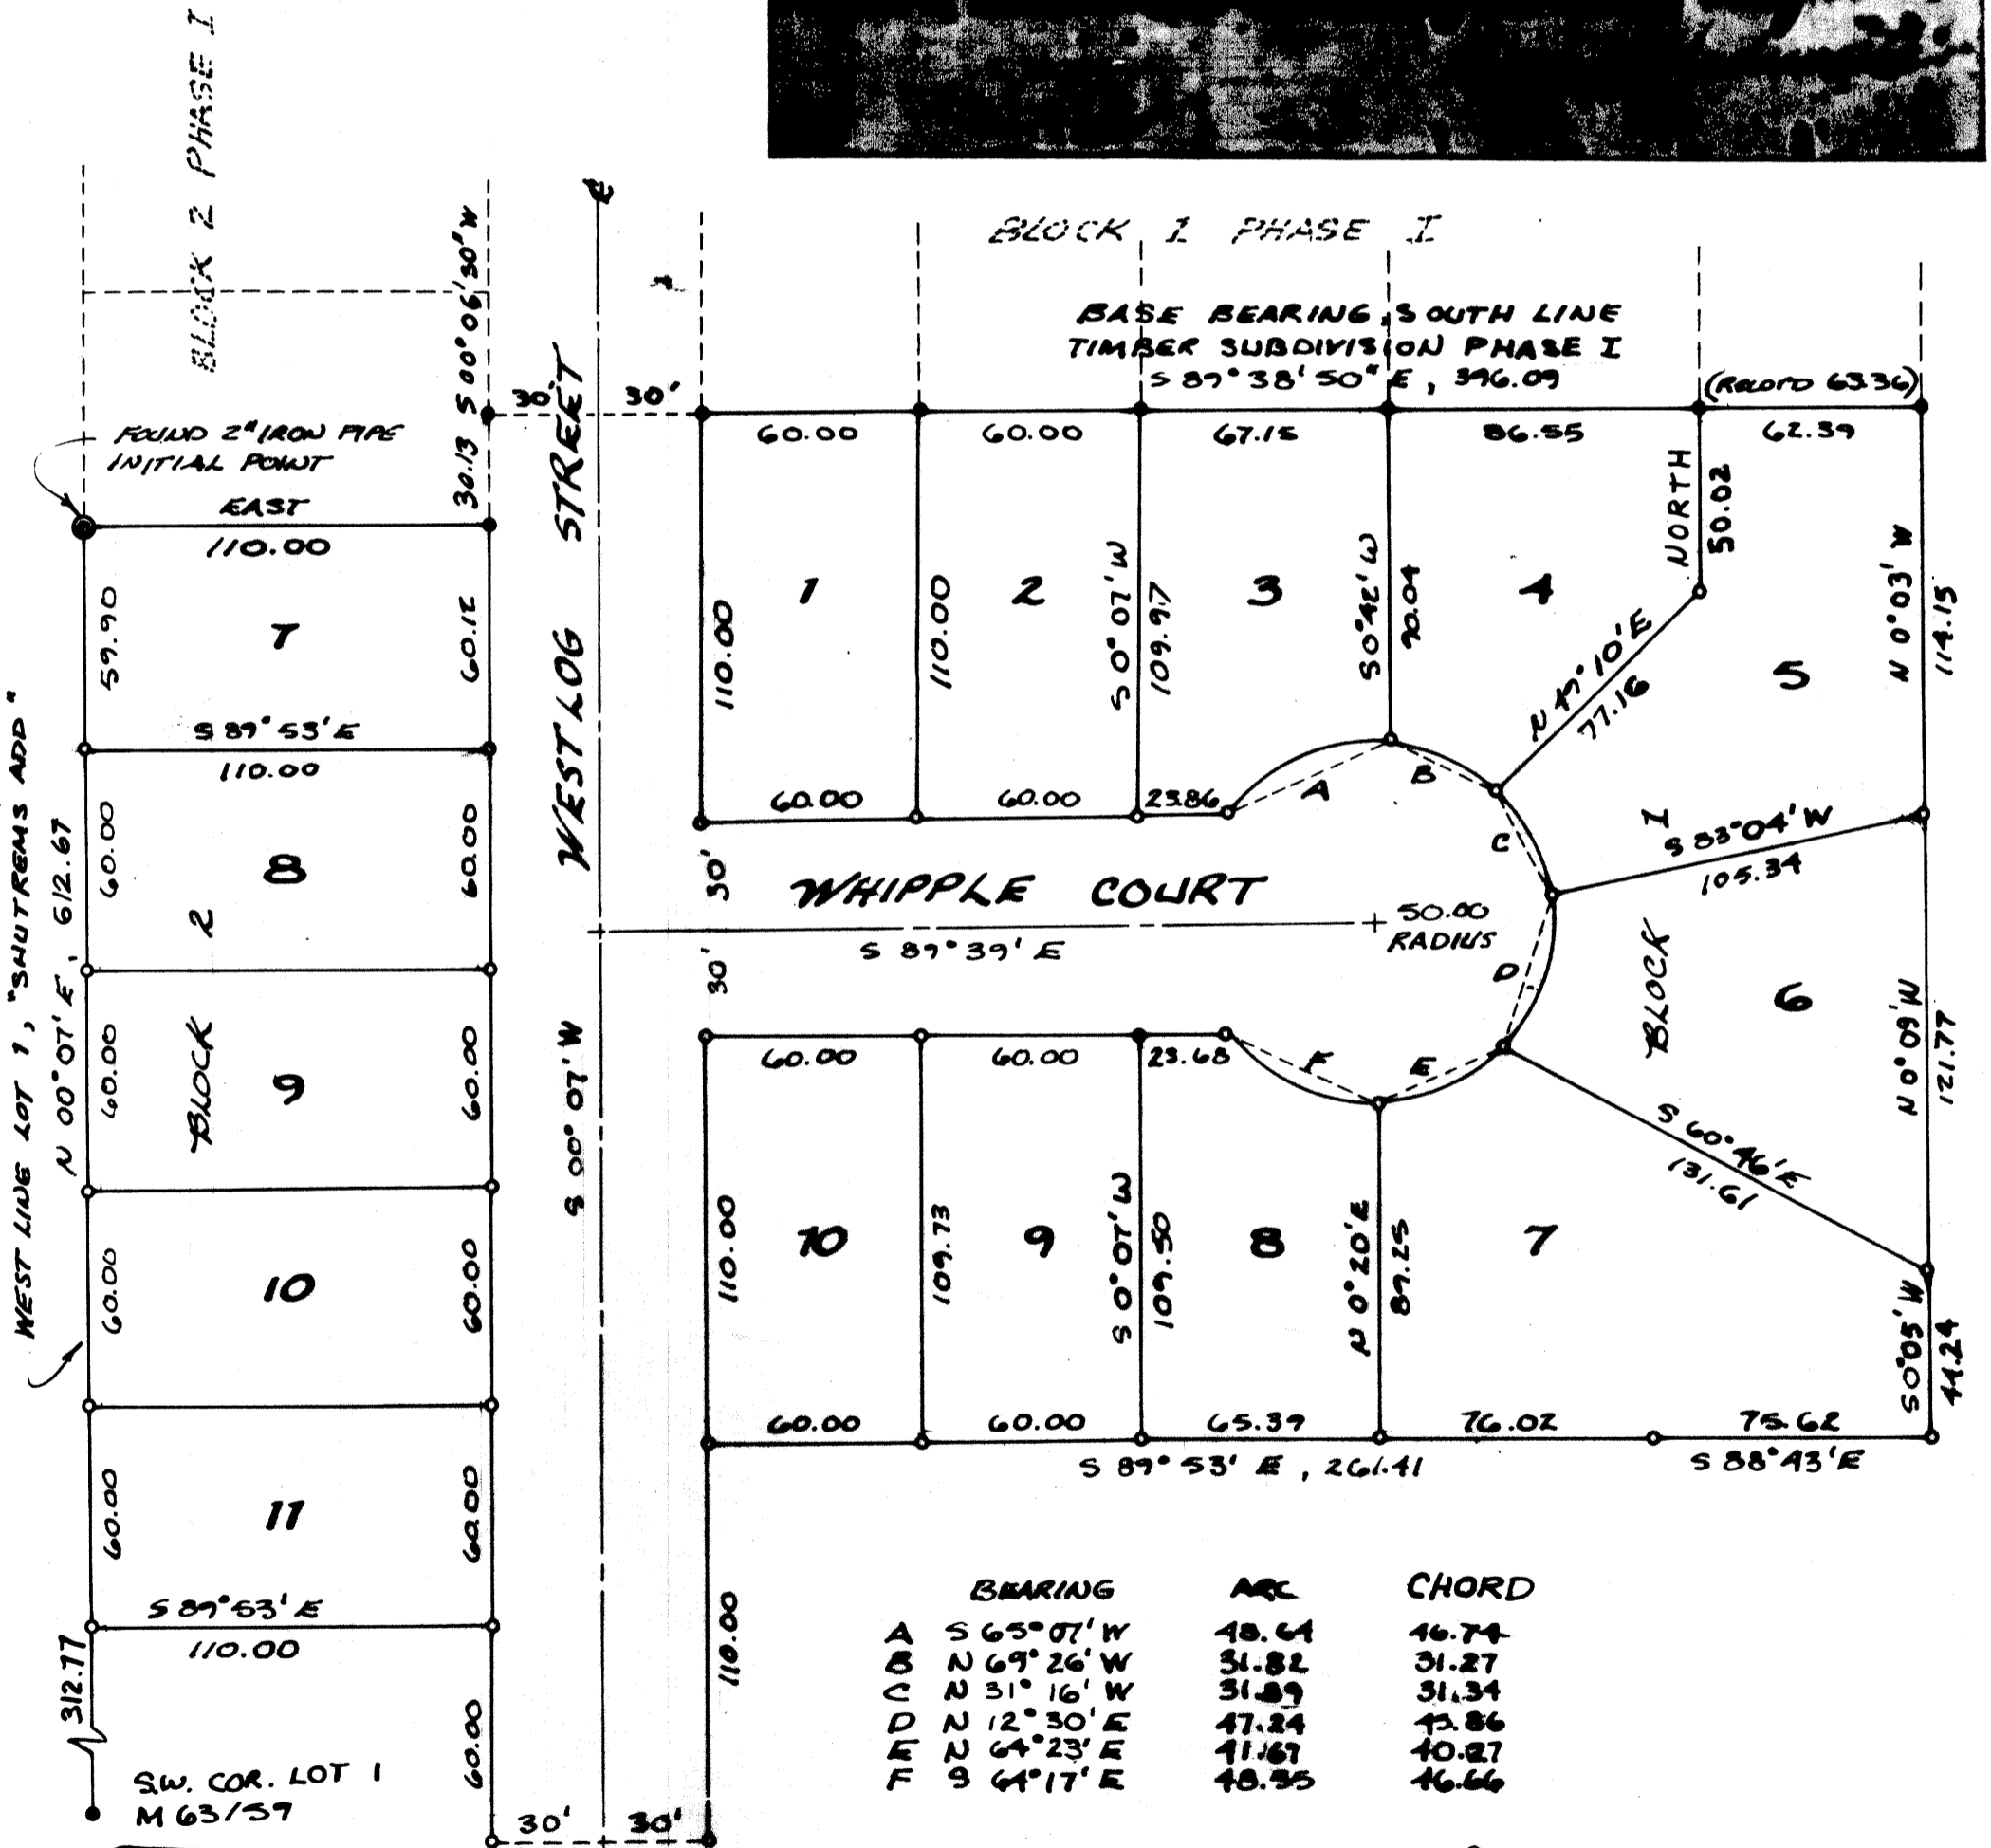 BLOCK 2 PHASE I
BLOCK 1 PHASE I
BASE BEARING, SOUTH LINE
TIMBER SUBDIVISION PHASE I
S 89° 38' 50" E, 396.09
(RECORD 63.36)
S 00° 06' 30" W
30.13
30'
30'
FOUND 2" IRON PIPE
INITIAL POINT
EAST
110.00
59.90
7
60.12
S 89° 53' E
110.00
60.00
8
60.00
60.00
9
60.00
BLOCK 2
60.00
10
60.00
60.00
11
60.00
S 89° 53' E
110.00
312.77
60.00
S.W. COR. LOT 1
M 63/59
WEST LINE LOT 1, "SHUTREMS ADD"
N 00° 07' E, 612.67
WESTLOG STREET
S 00° 07' W
30'
30'
60.00
60.00
67.15
86.55
62.39
110.00
1
110.00
2
S 0° 07' W
109.97
3
S 0° 42' W
90.04
4
NORTH
50.02
N 0° 03' W
114.15
5
77.16
60.00
60.00
23.86
A
B
C
D
E
F
30'
WHIPPLE COURT
S 89° 39' E
30'
50.00
RADIUS
S 83° 04' W
105.34
BLOCK 1
6
N 0° 09' W
121.77
S 60° 46' E
131.61
60.00
60.00
23.68
110.00
10
109.73
9
S 0° 07' W
109.50
8
N 0° 20' E
89.25
7
S 0° 05' W
44.24
60.00
60.00
65.39
76.02
75.62
S 89° 53' E, 261.41
S 88° 43' E
110.00
BEARING ARC CHORD
A S 65° 07' W 48.64 46.74
B N 69° 26' W 31.82 31.27
C N 31° 16' W 31.89 31.34
D N 12° 30' E 47.24
E N 64° 23' E 41.67 40.27
F S 64° 17' E 48.55 46.66